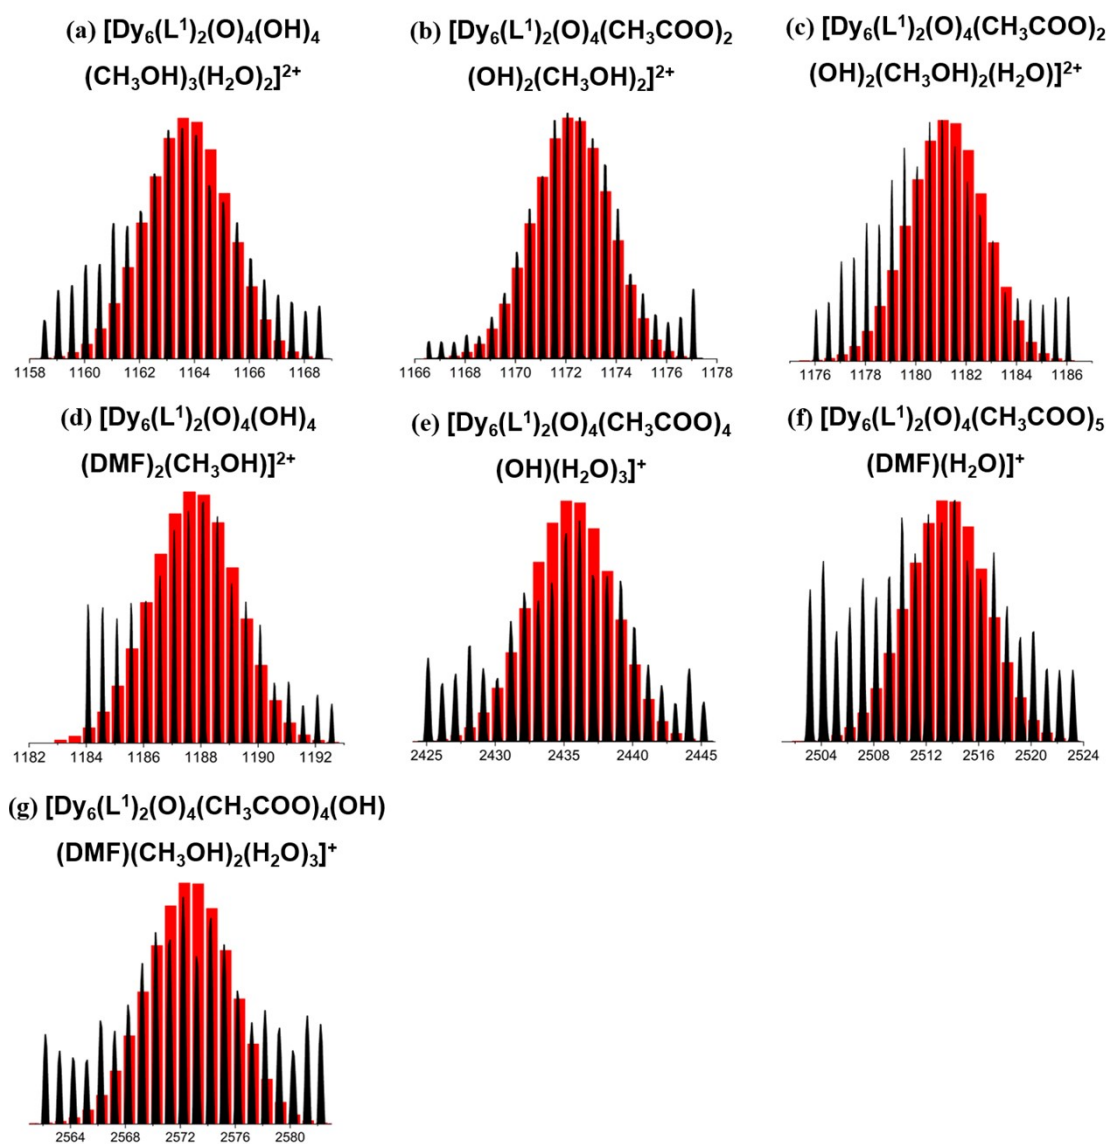 (a) [Dy₆(L¹)₂(O)₄(OH)₄
(CH₃OH)₃(H₂O)₂]²⁺
(b) [Dy₆(L¹)₂(O)₄(CH₃COO)₂
(OH)₂(CH₃OH)₂]²⁺
(c) [Dy₆(L¹)₂(O)₄(CH₃COO)₂
(OH)₂(CH₃OH)₂(H₂O)]²⁺
1158 1160 1162 1164 1166 1168
1166 1168 1170 1172 1174 1176 1178
1176 1178 1180 1182 1184 1186
(d) [Dy₆(L¹)₂(O)₄(OH)₄
(DMF)₂(CH₃OH)]²⁺
(e) [Dy₆(L¹)₂(O)₄(CH₃COO)₄
(OH)(H₂O)₃]⁺
(f) [Dy₆(L¹)₂(O)₄(CH₃COO)₅
(DMF)(H₂O)]⁺
1182 1184 1186 1188 1190 1192
2425 2430 2435 2440 2445
2504 2508 2512 2516 2520 2524
(g) [Dy₆(L¹)₂(O)₄(CH₃COO)₄(OH)
(DMF)(CH₃OH)₂(H₂O)₃]⁺
2564 2568 2572 2576 2580